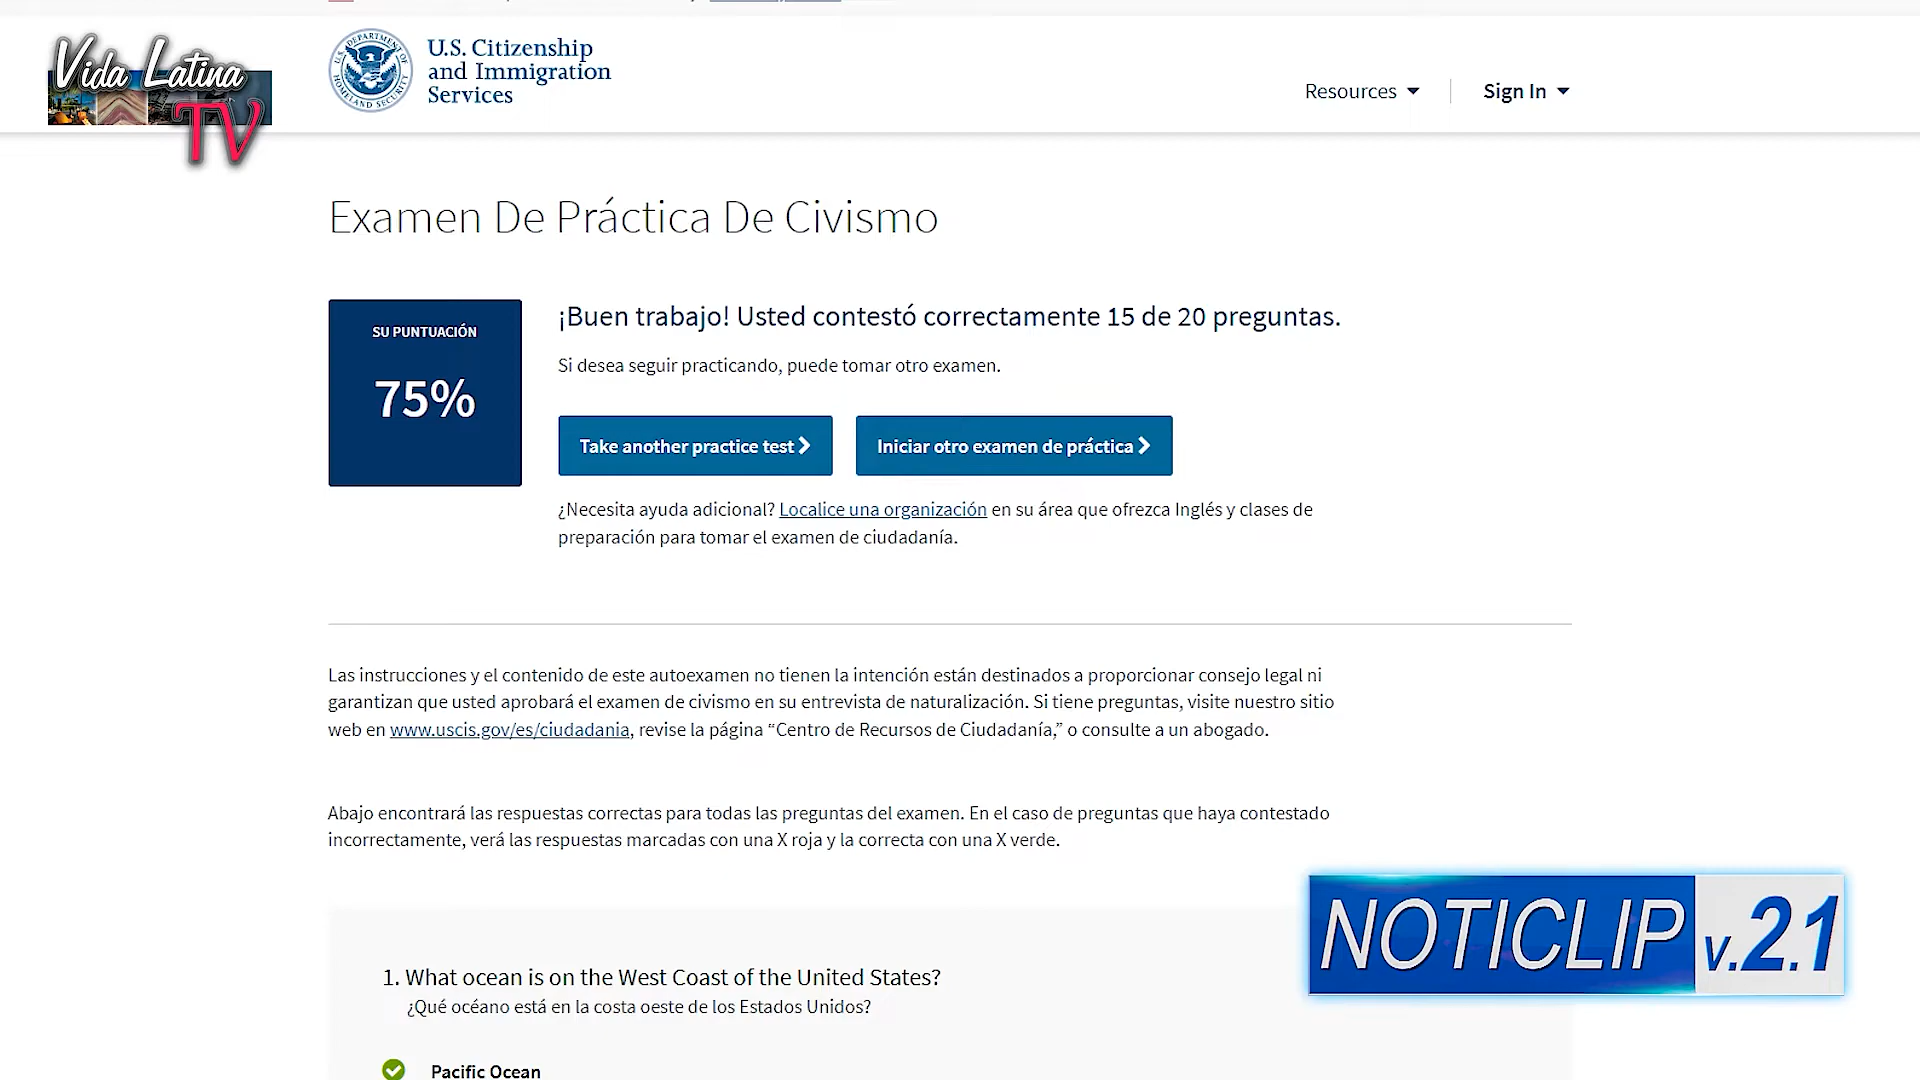 Vida Latina
TV
U.S. DEPARTMENT OF
HOMELAND SECURITY
U.S. Citizenship
and Immigration
Services
Resources
Sign In
Examen De Práctica De Civismo
SU PUNTUACIÓN
75%
¡Buen trabajo! Usted contestó correctamente 15 de 20 preguntas.
Si desea seguir practicando, puede tomar otro examen.
Take another practice test
Iniciar otro examen de práctica
¿Necesita ayuda adicional? Localice una organización en su área que ofrezca Inglés y clases de
preparación para tomar el examen de ciudadanía.
Las instrucciones y el contenido de este autoexamen no tienen la intención están destinados a proporcionar consejo legal ni
garantizan que usted aprobará el examen de civismo en su entrevista de naturalización. Si tiene preguntas, visite nuestro sitio
web en www.uscis.gov/es/ciudadania, revise la página “Centro de Recursos de Ciudadanía,” o consulte a un abogado.
Abajo encontrará las respuestas correctas para todas las preguntas del examen. En el caso de preguntas que haya contestado
incorrectamente, verá las respuestas marcadas con una X roja y la correcta con una X verde.
NOTICLIP v.2.1
1. What ocean is on the West Coast of the United States?
¿Qué océano está en la costa oeste de los Estados Unidos?
Pacific Ocean